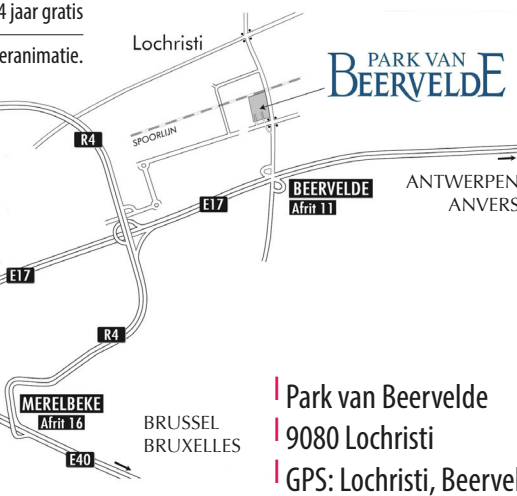 4 jaar gratis
eranimatie.
Lochristi
PARK VAN
BEERVELDE
R4
SPOORLIJN
BEERVELDE
Afrit 11
ANTWERPEN
ANVERS
E17
E17
R4
MERELBEKE
Afrit 16
BRUSSEL
BRUXELLES
E40
Park van Beervelde
9080 Lochristi
GPS: Lochristi, Beervel